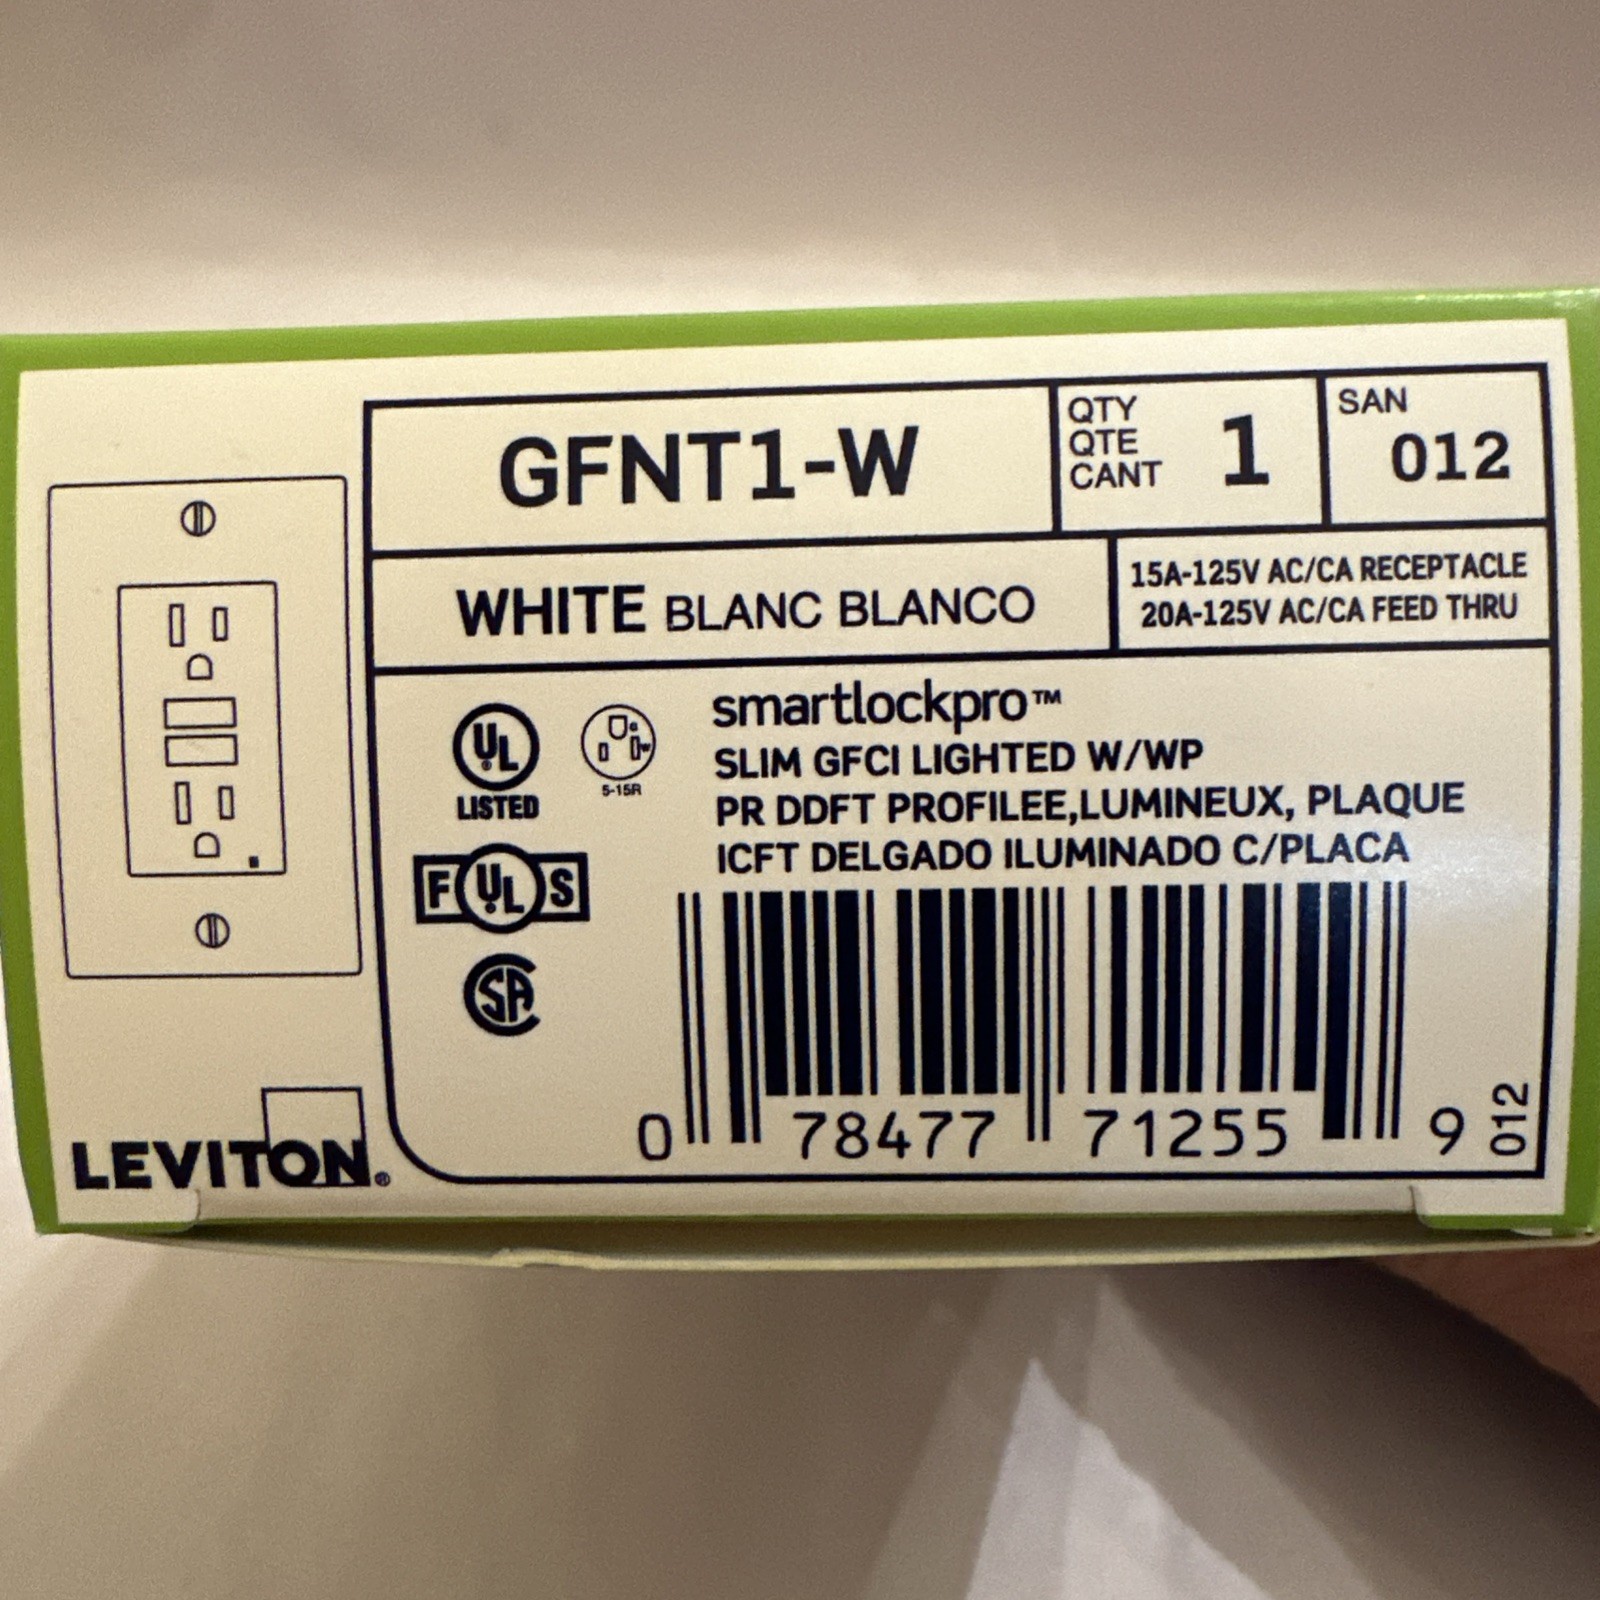 GFNT1-W
QTY
QTE
CANT
1
SAN
012
WHITE BLANC BLANCO
15A-125V AC/CA RECEPTACLE
20A-125V AC/CA FEED THRU
UL
LISTED
5-15R
F UL S
SA
smartlockpro™
SLIM GFCI LIGHTED W/WP
PR DDFT PROFILEE,LUMINEUX, PLAQUE
ICFT DELGADO ILUMINADO C/PLACA
0 78477 71255 9
012
LEVITON®